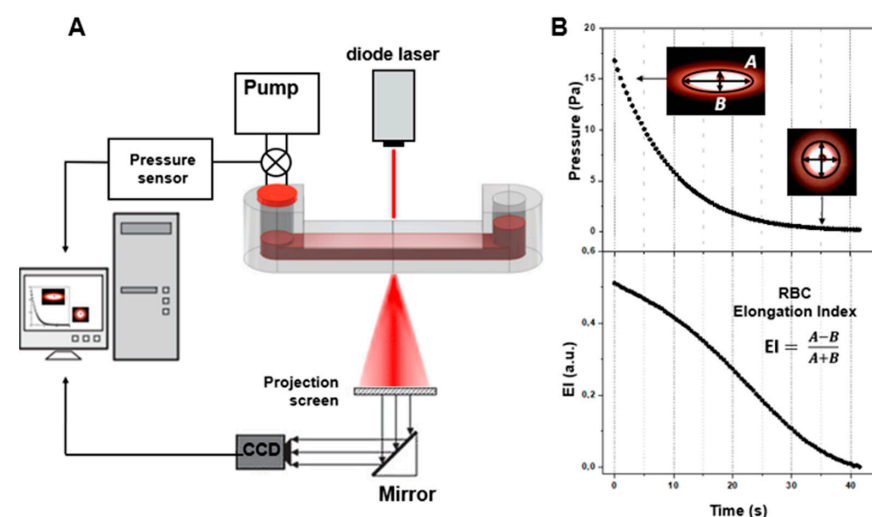 A
diode laser
Pump
Pressure
sensor
Projection
screen
CCD
Mirror
B
20
15
10
5
0
Pressure (Pa)
A
B
0,6
0,4
0,2
0,0
EI (a.u.)
RBC
Elongation Index
EI = A−B
A+B
0
10
20
30
40
Time (s)